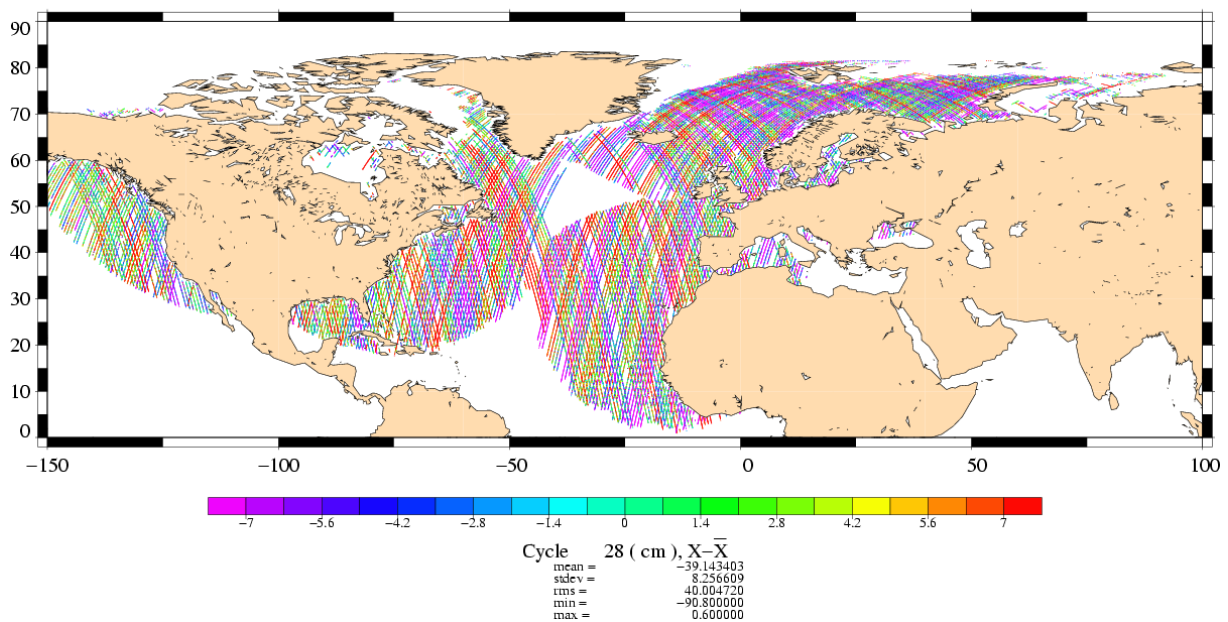 90
80
70
60
50
40
30
20
10
0
−150 −100 −50 0 50 100
−7 −5.6 −4.2 −2.8 −1.4 0 1.4 2.8 4.2 5.6 7
Cycle 28 ( cm ), X−X̅
mean = −39.143403
stdev = 8.256609
rms = 40.004720
min = −90.800000
max = 0.600000